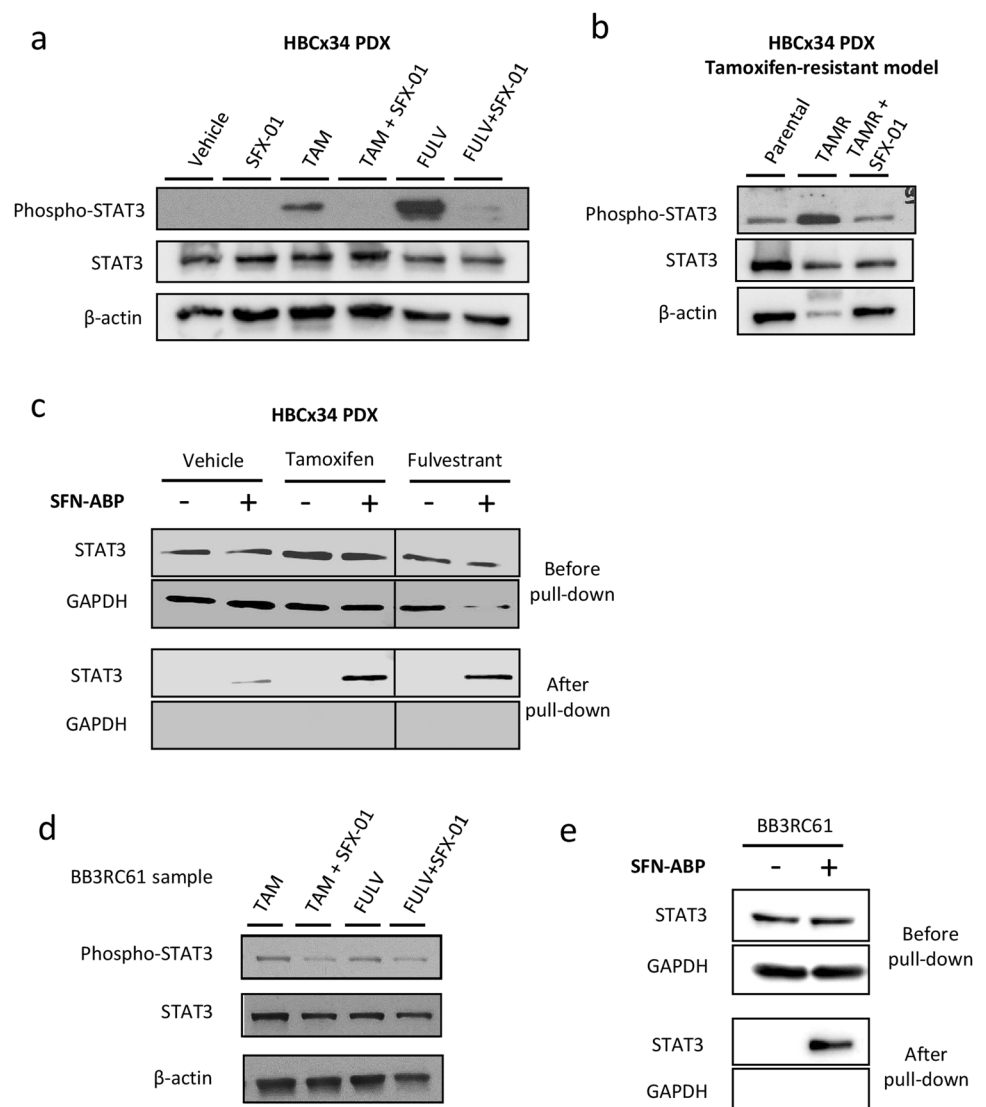 a
HBCx34 PDX
Vehicle
SFX-01
TAM
TAM + SFX-01
FULV
FULV+SFX-01
Phospho-STAT3
STAT3
β-actin
b
HBCx34 PDX
Tamoxifen-resistant model
Parental
TAMR
TAMR +
SFX-01
Phospho-STAT3
STAT3
β-actin
c
HBCx34 PDX
Vehicle Tamoxifen Fulvestrant
SFN-ABP - + - + - +
STAT3
GAPDH
Before
pull-down
STAT3
GAPDH
After
pull-down
d
BB3RC61 sample
TAM
TAM + SFX-01
FULV
FULV+SFX-01
Phospho-STAT3
STAT3
β-actin
e
BB3RC61
SFN-ABP - +
STAT3
GAPDH
Before
pull-down
STAT3
GAPDH
After
pull-down